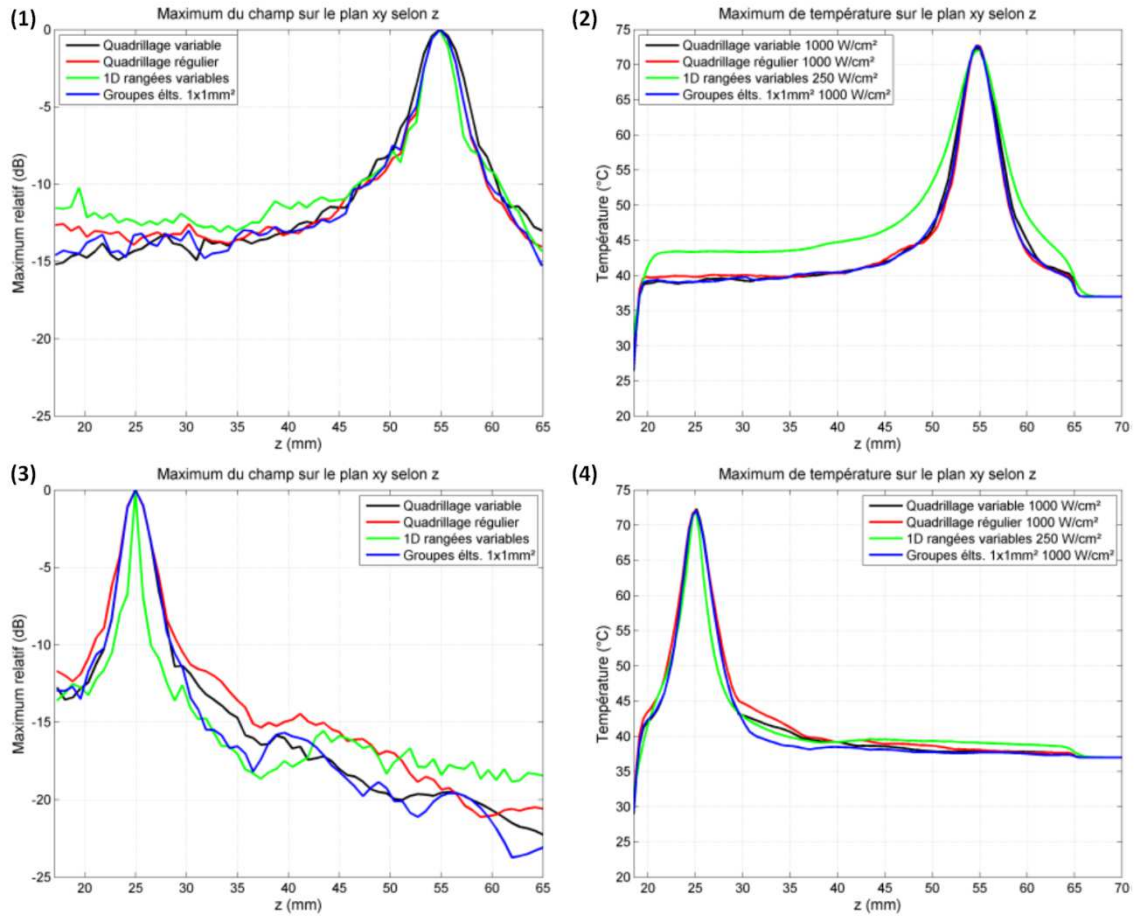 (1)
Maximum du champ sur le plan xy selon z
Quadrillage variable
Quadrillage régulier
1D rangées variables
Groupes élts. 1x1mm²
Maximum relatif (dB)
0
-5
-10
-15
-20
-25
20 25 30 35 40 45 50 55 60 65
z (mm)
(2)
Maximum de température sur le plan xy selon z
Quadrillage variable 1000 W/cm²
Quadrillage régulier 1000 W/cm²
1D rangées variables 250 W/cm²
Groupes élts. 1x1mm² 1000 W/cm²
Température (°C)
75
70
65
60
55
50
45
40
35
30
25
20
20 25 30 35 40 45 50 55 60 65 70
z (mm)
(3)
Maximum du champ sur le plan xy selon z
Quadrillage variable
Quadrillage régulier
1D rangées variables
Groupes élts. 1x1mm²
Maximum relatif (dB)
0
-5
-10
-15
-20
-25
20 25 30 35 40 45 50 55 60 65
z (mm)
(4)
Maximum de température sur le plan xy selon z
Quadrillage variable 1000 W/cm²
Quadrillage régulier 1000 W/cm²
1D rangées variables 250 W/cm²
Groupes élts. 1x1mm² 1000 W/cm²
Température (°C)
75
70
65
60
55
50
45
40
35
30
25
20
20 25 30 35 40 45 50 55 60 65 70
z (mm)